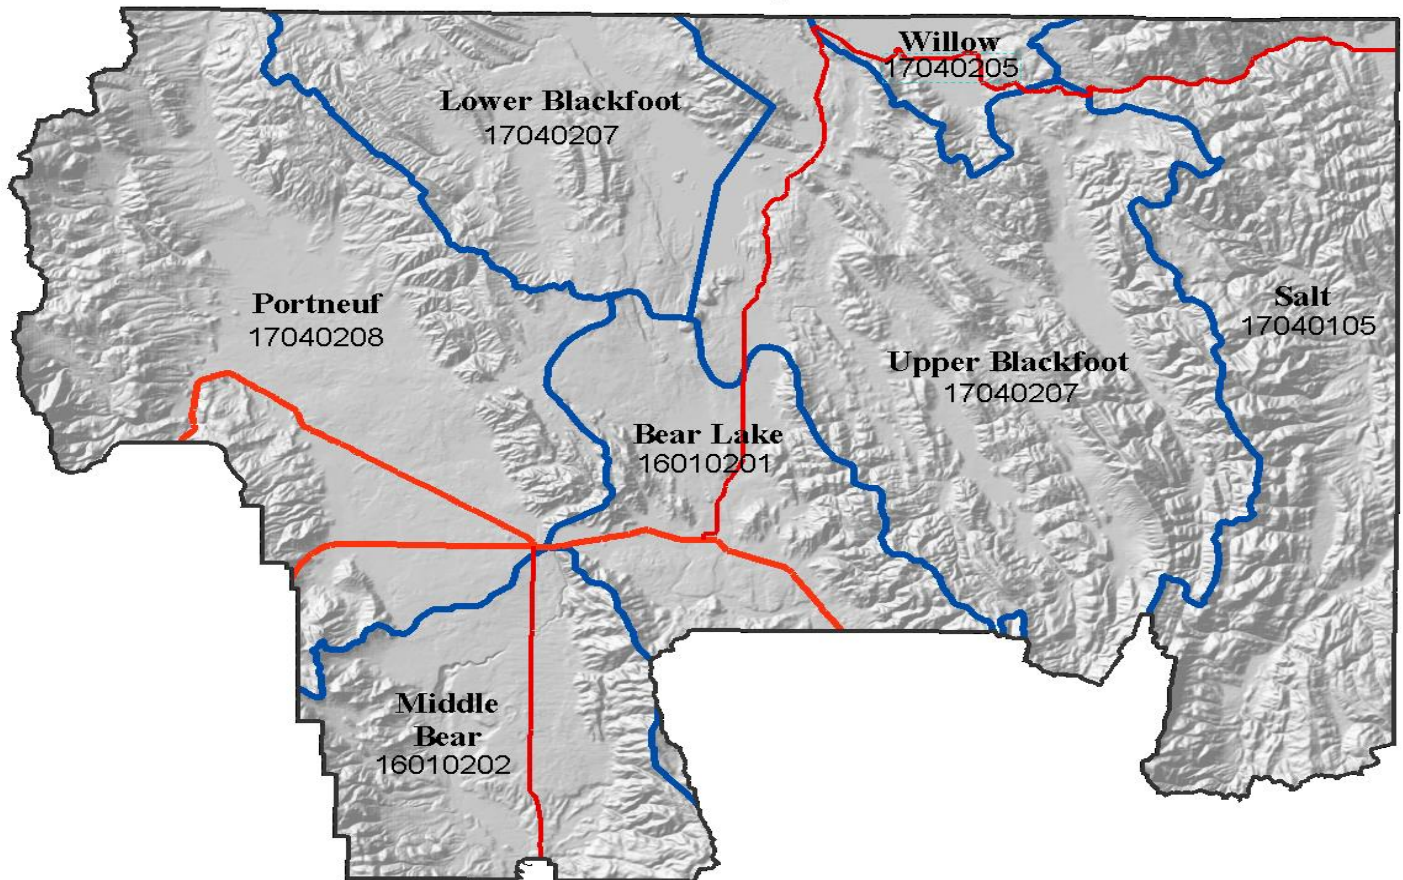 Willow
17040205
Lower Blackfoot
17040207
Portneuf
17040208
Salt
17040105
Upper Blackfoot
17040207
Bear Lake
16010201
Middle
Bear
16010202